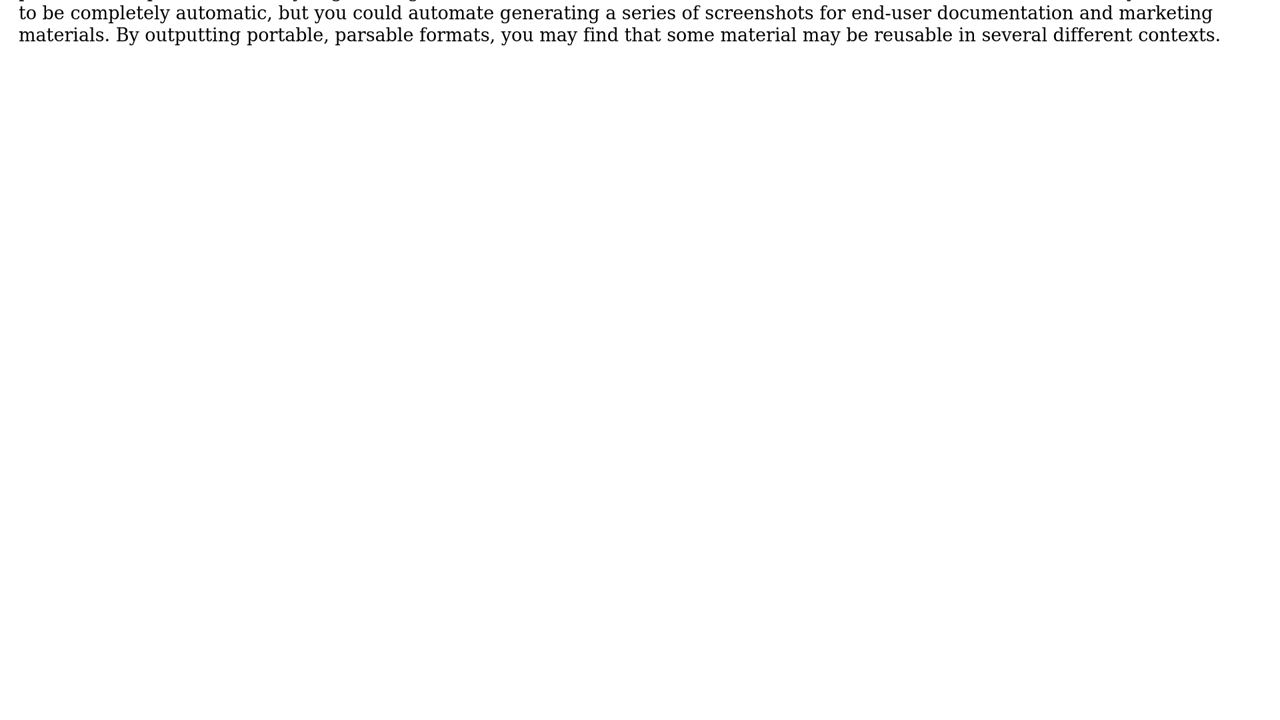 to be completely automatic, but you could automate generating a series of screenshots for end-user documentation and marketing
materials. By outputting portable, parsable formats, you may find that some material may be reusable in several different contexts.